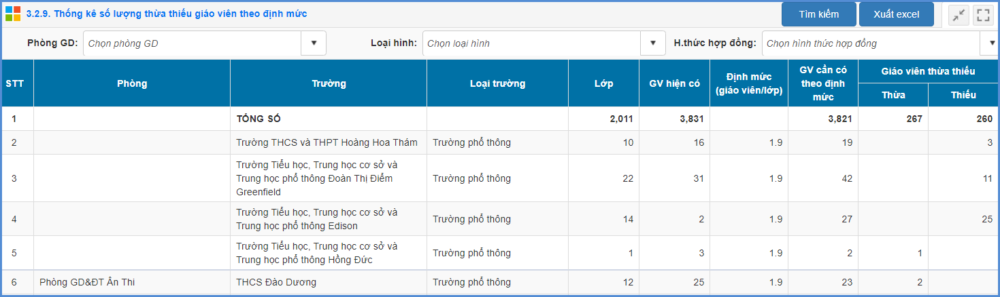 3.2.9. Thống kê số lượng thừa thiếu giáo viên theo định mức
Tìm kiếm
Xuất excel
Phòng GD: Chọn phòng GD
Loại hình: Chọn loại hình
H.thức hợp đồng: Chọn hình thức hợp đồng
STT
Phòng
Trường
Loại trường
Lớp
GV hiện có
Định mức
(giáo viên/lớp)
GV cần có
theo định
mức
Giáo viên thừa thiếu
Thừa
Thiếu
1 TỔNG SỐ 2,011 3,831 3,821 267 260
2 Trường THCS và THPT Hoàng Hoa Thám Trường phổ thông 10 16 1.9 19 3
Trường Tiểu học, Trung học cơ sở và
3 Trung học phổ thông Đoàn Thị Điểm Trường phổ thông 22 31 1.9 42 11
Greenfield
Trường Tiểu học, Trung học cơ sở và
4 Trung học phổ thông Edison Trường phổ thông 14 2 1.9 27 25
Trường Tiểu học, Trung học cơ sở và
5 Trung học phổ thông Hồng Đức Trường phổ thông 1 3 1.9 2 1
6 Phòng GD&ĐT Ân Thi THCS Đào Dương Trường phổ thông 12 25 1.9 23 2